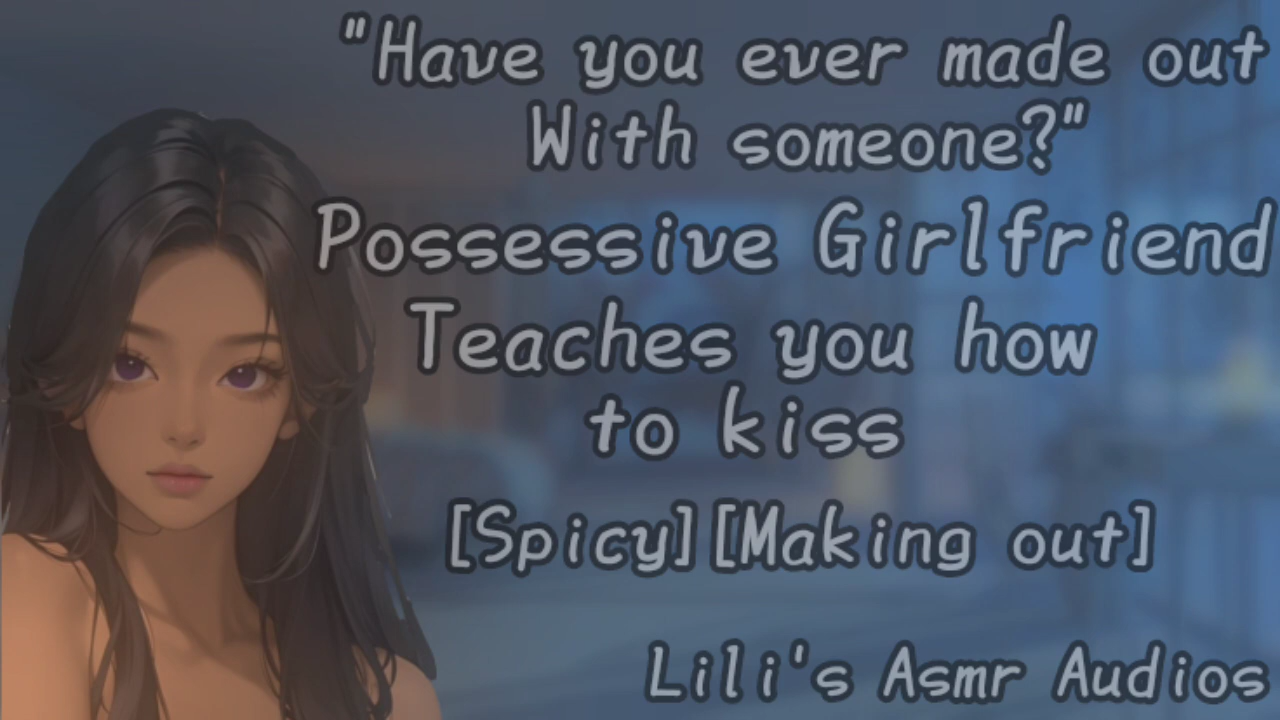 "Have you ever made out
With someone?"
Possessive Girlfriend
Teaches you how
to kiss
[Spicy][Making out]
Lili's Asmr Audios